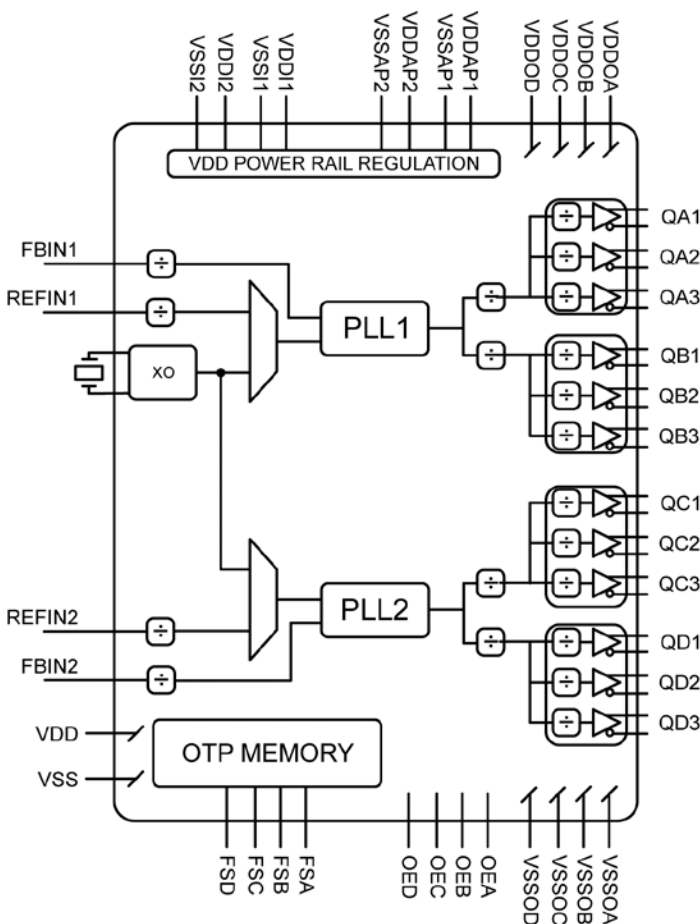 VSSI2
VDDI2
VSSI1
VDDI1
VSSAP2
VDDAP2
VSSAP1
VDDAP1
VDDOD
VDDOC
VDDOB
VDDOA
VDD POWER RAIL REGULATION
FBIN1
÷
REFIN1
÷
XO
PLL1
÷
÷
÷
QA1
÷
QA2
÷
QA3
÷
QB1
÷
QB2
÷
QB3
REFIN2
÷
FBIN2
÷
PLL2
÷
÷
÷
QC1
÷
QC2
÷
QC3
÷
QD1
÷
QD2
÷
QD3
VDD
VSS
OTP MEMORY
FSD
FSC
FSB
FSA
OED
OEC
OEB
OEA
VSSOD
VSSOC
VSSOB
VSSOA